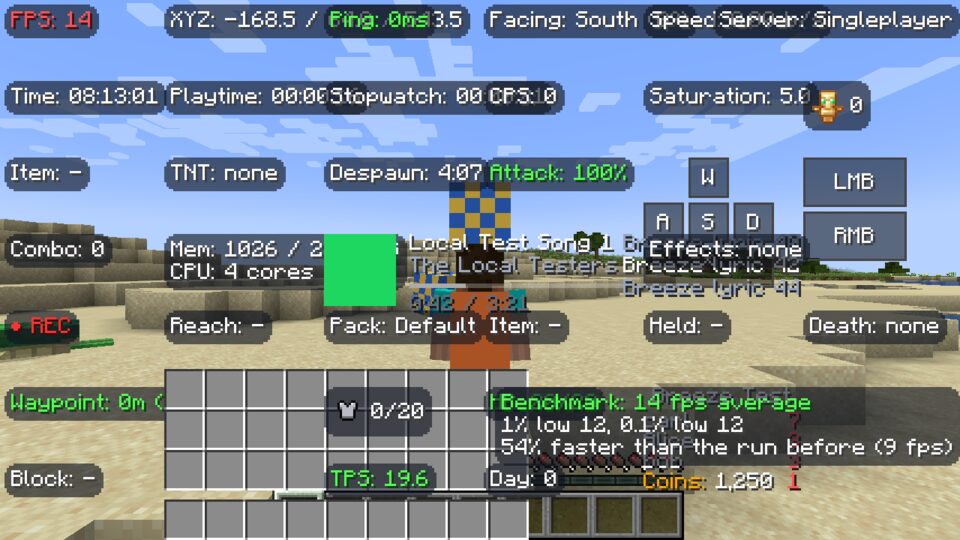 FPS: 14
XYZ: -168.5 /
Ping: 0ms
3.5
Facing: South
Speed
Server: Singleplayer
Time: 08:13:01
Playtime: 00:00
Stopwatch: 00
CPS:
0
Saturation: 5.0
0
Item: -
TNT: none
Despawn: 4:07
Attack: 100%
W
LMB
A S D
RMB
Combo: 0
Mem: 1026 / 2
CPU: 4 cores
Local Test Song 1
The Local Testers
0:42 / 3:21
Effects: none
Breeze lyric 42
Breeze lyric 44
• REC
Reach: -
Pack: Default
Item: -
Held: -
Death: none
Waypoint: 0m (
0/20
Breeze Test
Benchmark: 14 fps average
1% low 12, 0.1% low 12
54% faster than the run before (9 fps)
Block: -
TPS: 19.6
Day: 0
Coins: 1,250
1